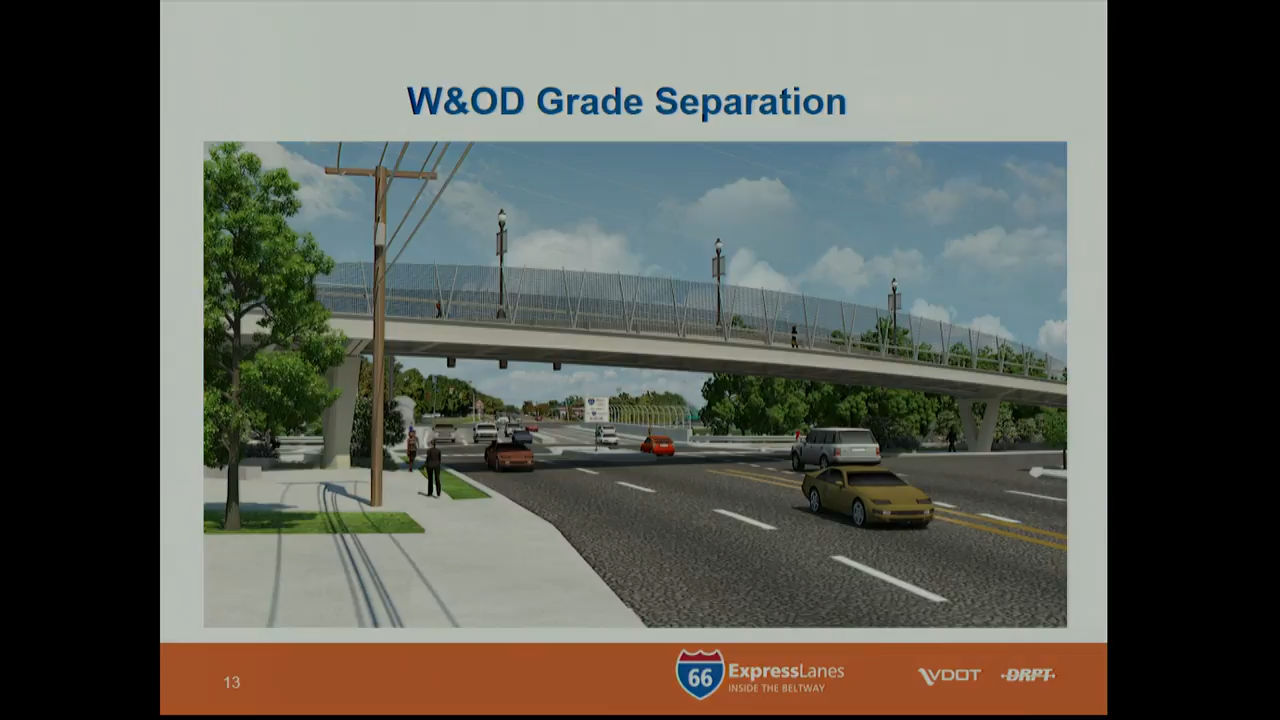 W&OD Grade Separation
13
66
ExpressLanes
INSIDE THE BELTWAY
VDOT
DRPT